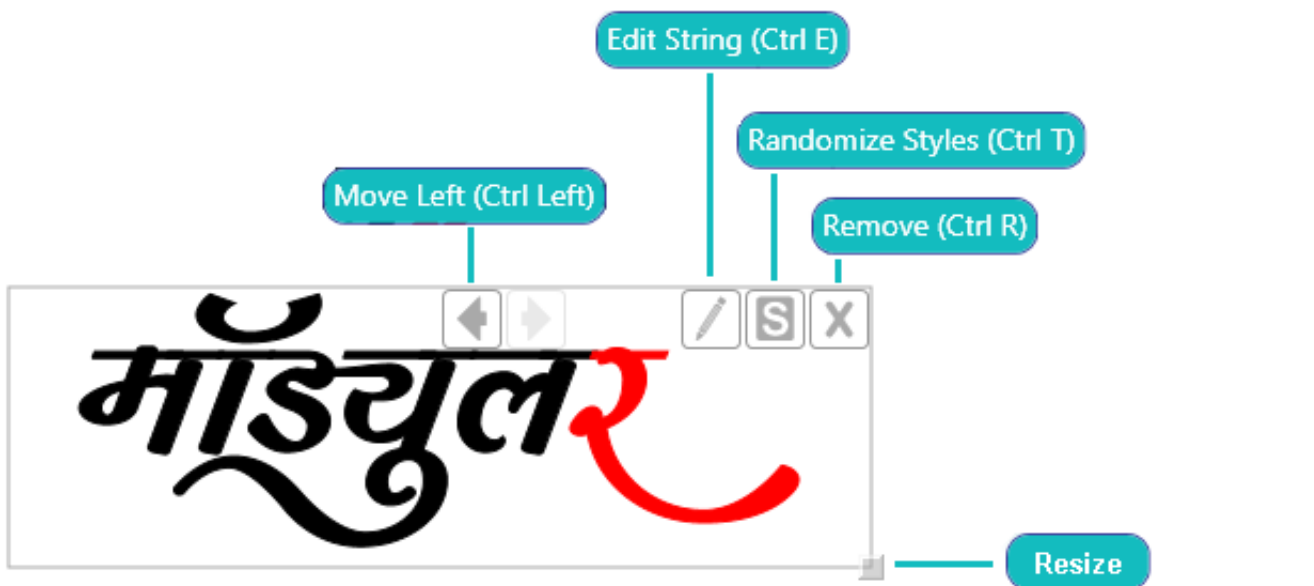 Edit String (Ctrl E)
Randomize Styles (Ctrl T)
Move Left (Ctrl Left)
Remove (Ctrl R)
S X
मॉड्युलर
Resize